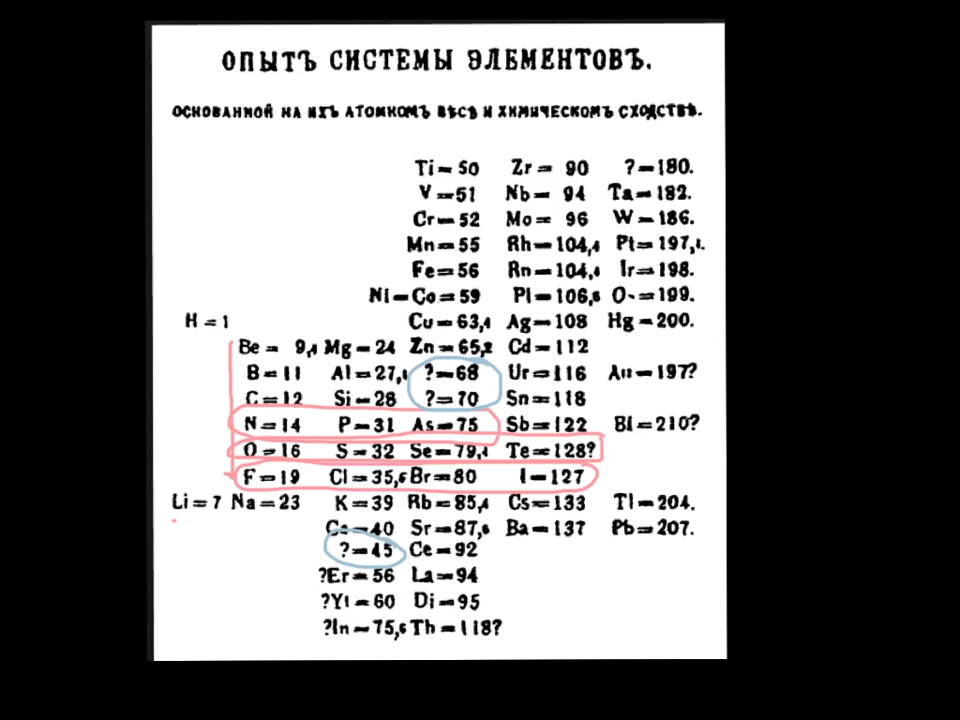 ОПЫТЪ СИСТЕМЫ ЭЛЕМЕНТОВЪ.
ОСНОВАННОЙ НА ИХЪ АТОМНОМЪ ВѢСѢ И ХИМИЧЕСКОМЪ СХОДСТВѢ.
Ti = 50 Zr = 90 ? = 180.
V = 51 Nb = 94 Ta = 182.
Cr = 52 Mo = 96 W = 186.
Mn = 55 Rh = 104,4 Pt = 197,1.
Fe = 56 Rn = 104,4 Ir = 198.
Ni = Co = 59 Pl = 106,6 O- = 199.
H = 1 Cu = 63,4 Ag = 108 Hg = 200.
Be = 9,4 Mg = 24 Zn = 65,2 Cd = 112
B = 11 Al = 27,1 ? = 68 Ur = 116 Au = 197?
C = 12 Si = 28 ? = 70 Sn = 118
N = 14 P = 31 As = 75 Sb = 122 Bi = 210?
O = 16 S = 32 Se = 79,4 Te = 128?
F = 19 Cl = 35,6 Br = 80 I = 127
Li = 7 Na = 23 K = 39 Rb = 85,4 Cs = 133 Tl = 204.
Ca = 40 Sr = 87,6 Ba = 137 Pb = 207.
? = 45 Ce = 92
?Er = 56 La = 94
?Yt = 60 Di = 95
?In = 75,6 Th = 118?